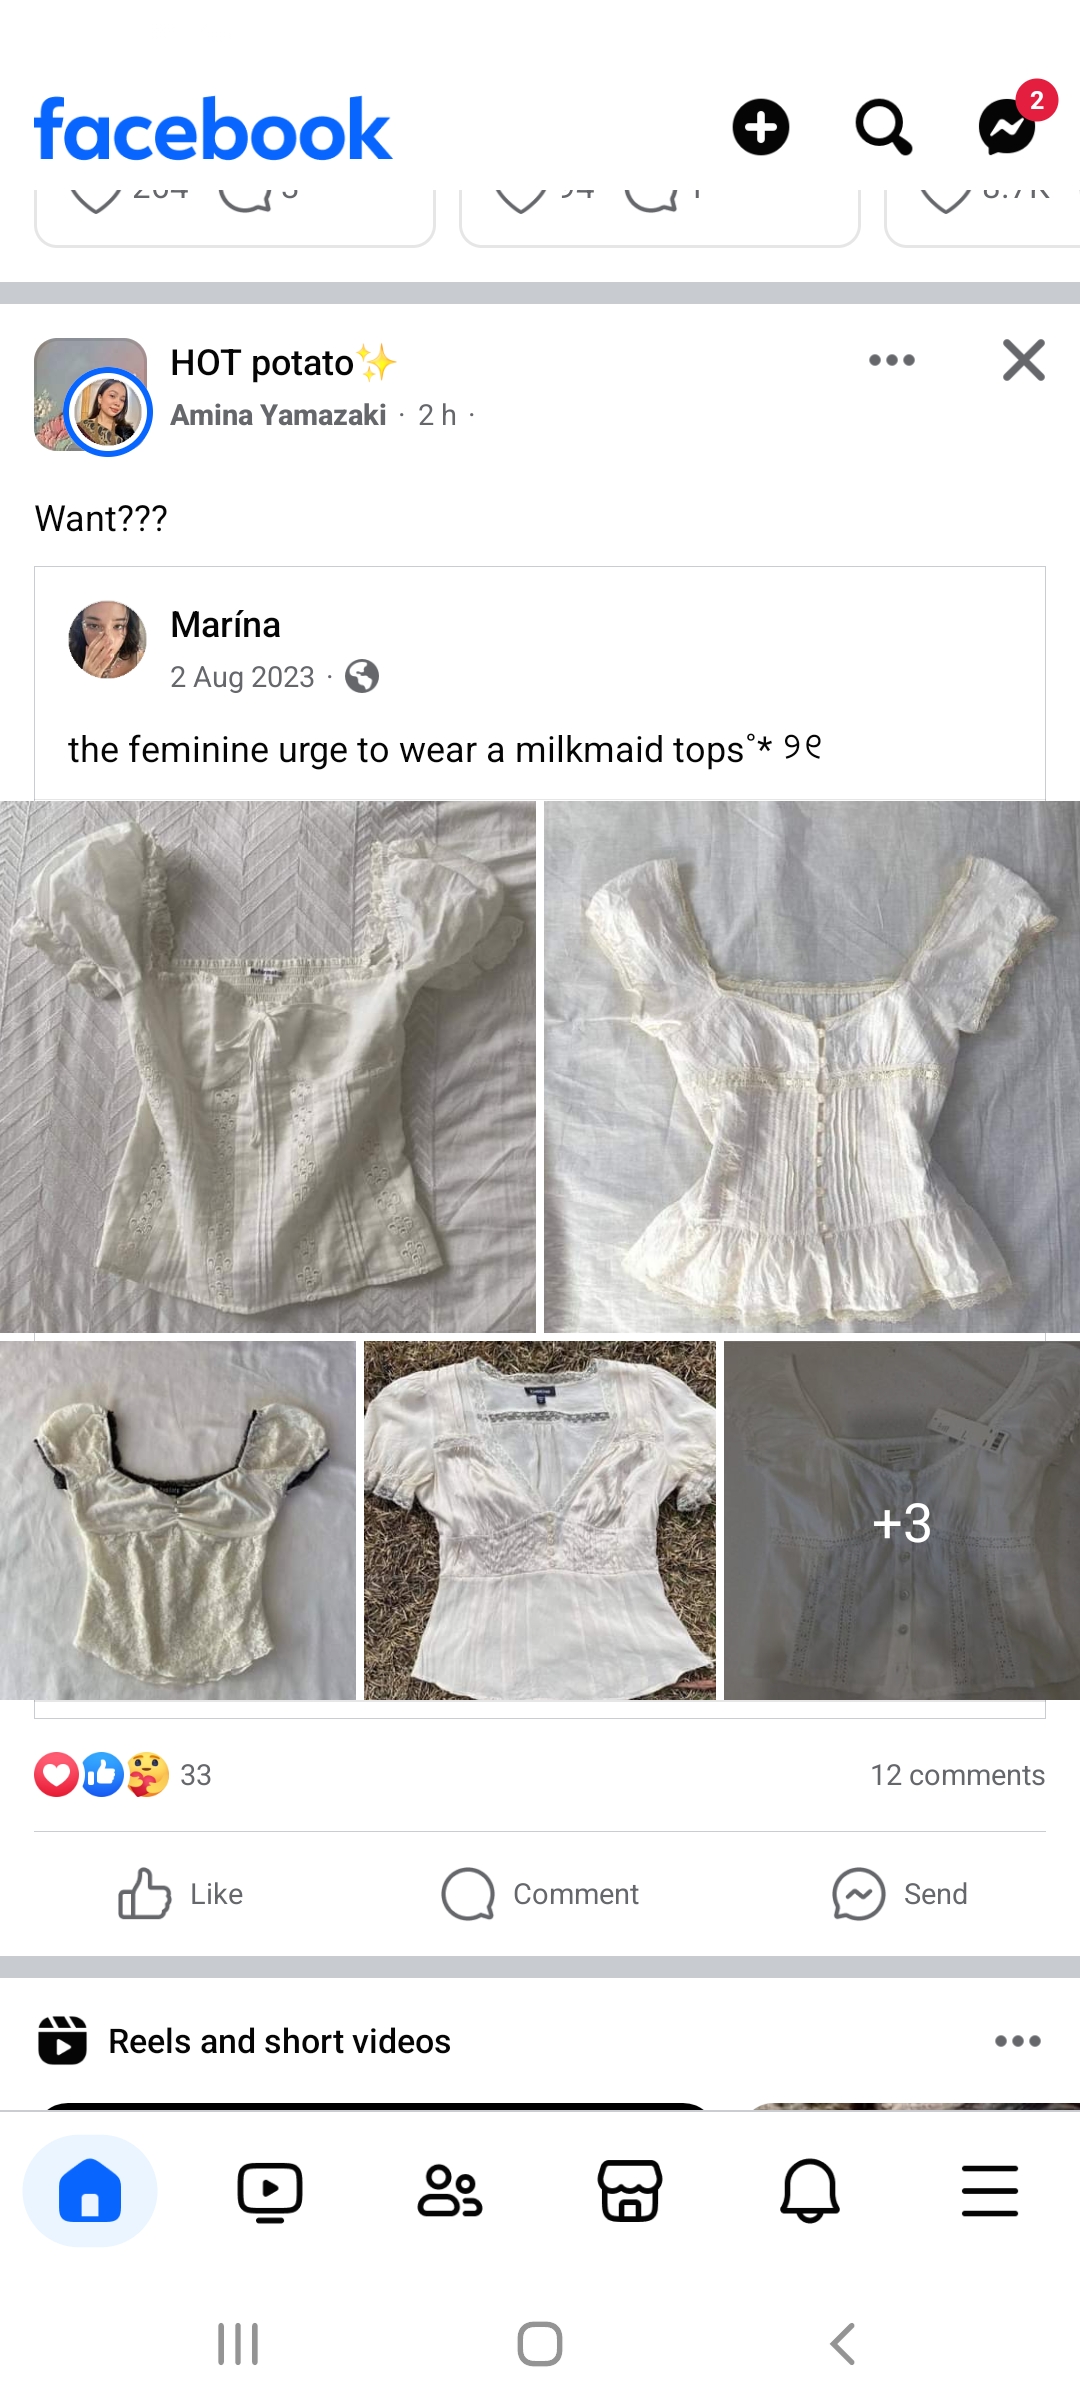 facebook
2
HOT potato✨
Amina Yamazaki · 2 h ·
Want???
Marína
2 Aug 2023 ·
the feminine urge to wear a milkmaid tops˚* ୨୧
+3
33
12 comments
Like
Comment
Send
Reels and short videos